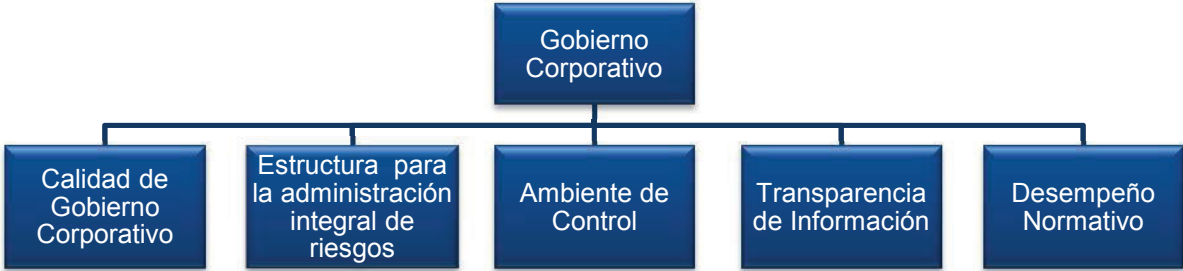 Gobierno
Corporativo
Calidad de
Gobierno
Corporativo
Estructura para
la administración
integral de
riesgos
Ambiente de
Control
Transparencia
de Información
Desempeño
Normativo